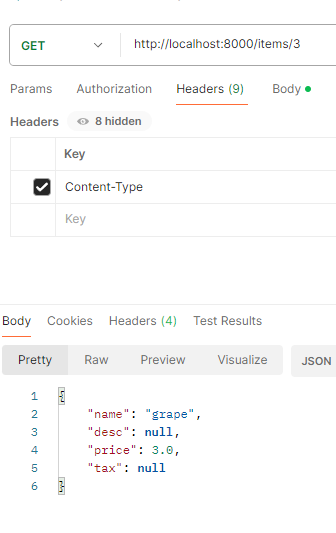 GET http://localhost:8000/items/3
Params Authorization Headers (9) Body
Headers 8 hidden
Key
Content-Type
Key
Body Cookies Headers (4) Test Results
Pretty Raw Preview Visualize JSON
1 {
2 "name": "grape",
3 "desc": null,
4 "price": 3.0,
5 "tax": null
6 }